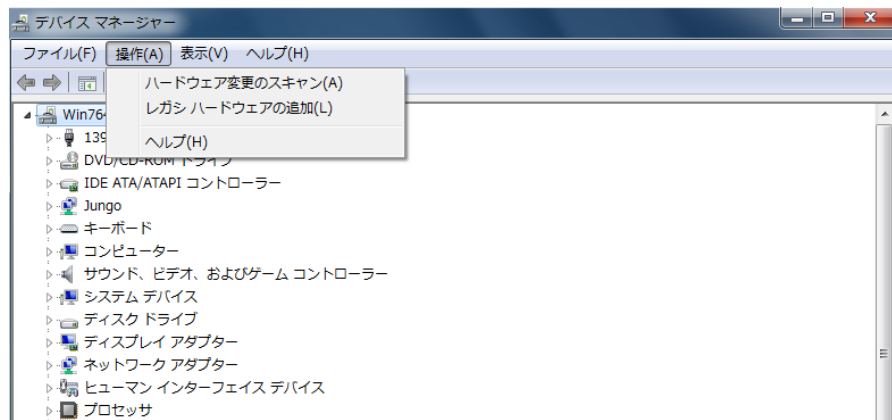 デバイス マネージャー
ファイル(F) 操作(A) 表示(V) ヘルプ(H)
ハードウェア変更のスキャン(A)
レガシ ハードウェアの追加(L)
ヘルプ(H)
Win764
139
DVD/CD-ROM ドライブ
IDE ATA/ATAPI コントローラー
Jungo
キーボード
コンピューター
サウンド、ビデオ、およびゲーム コントローラー
システム デバイス
ディスク ドライブ
ディスプレイ アダプター
ネットワーク アダプター
ヒューマン インターフェイス デバイス
プロセッサ